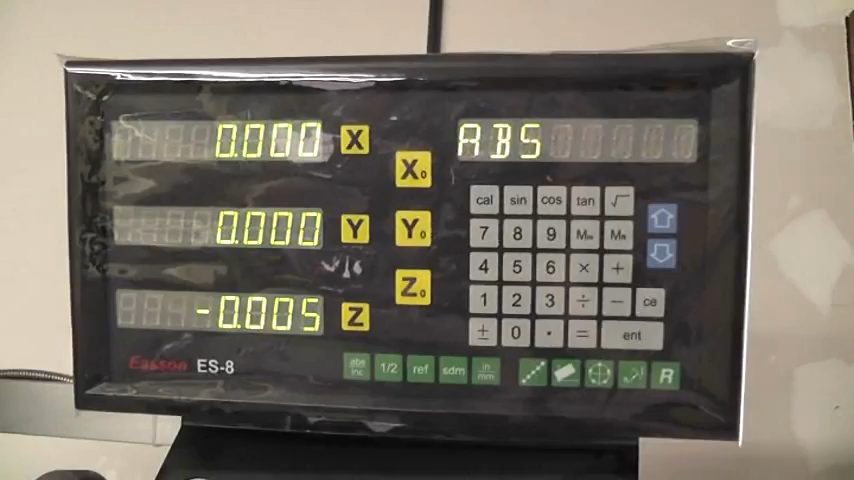 0.000 X ABS
X₀
cal sin cos tan √
0.000 Y Y₀ 7 8 9
4 5 6 × +
Z₀
-0.005 Z 1 2 3 ÷ − ce
± 0 · = ent
Easson ES-8 abs inc 1/2 ref sdm in mm R